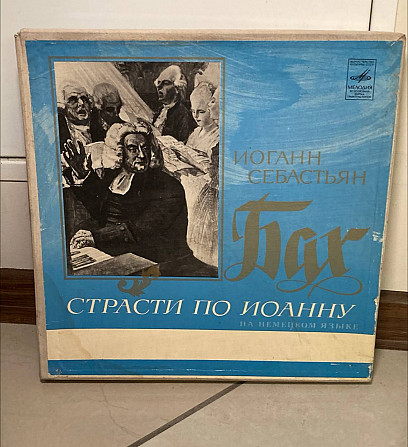 МЕЛОДИЯ
ИОГАНН
СЕБАСТЬЯН
Бах
СТРАСТИ ПО ИОАННУ
НА НЕМЕЦКОМ ЯЗЫКЕ